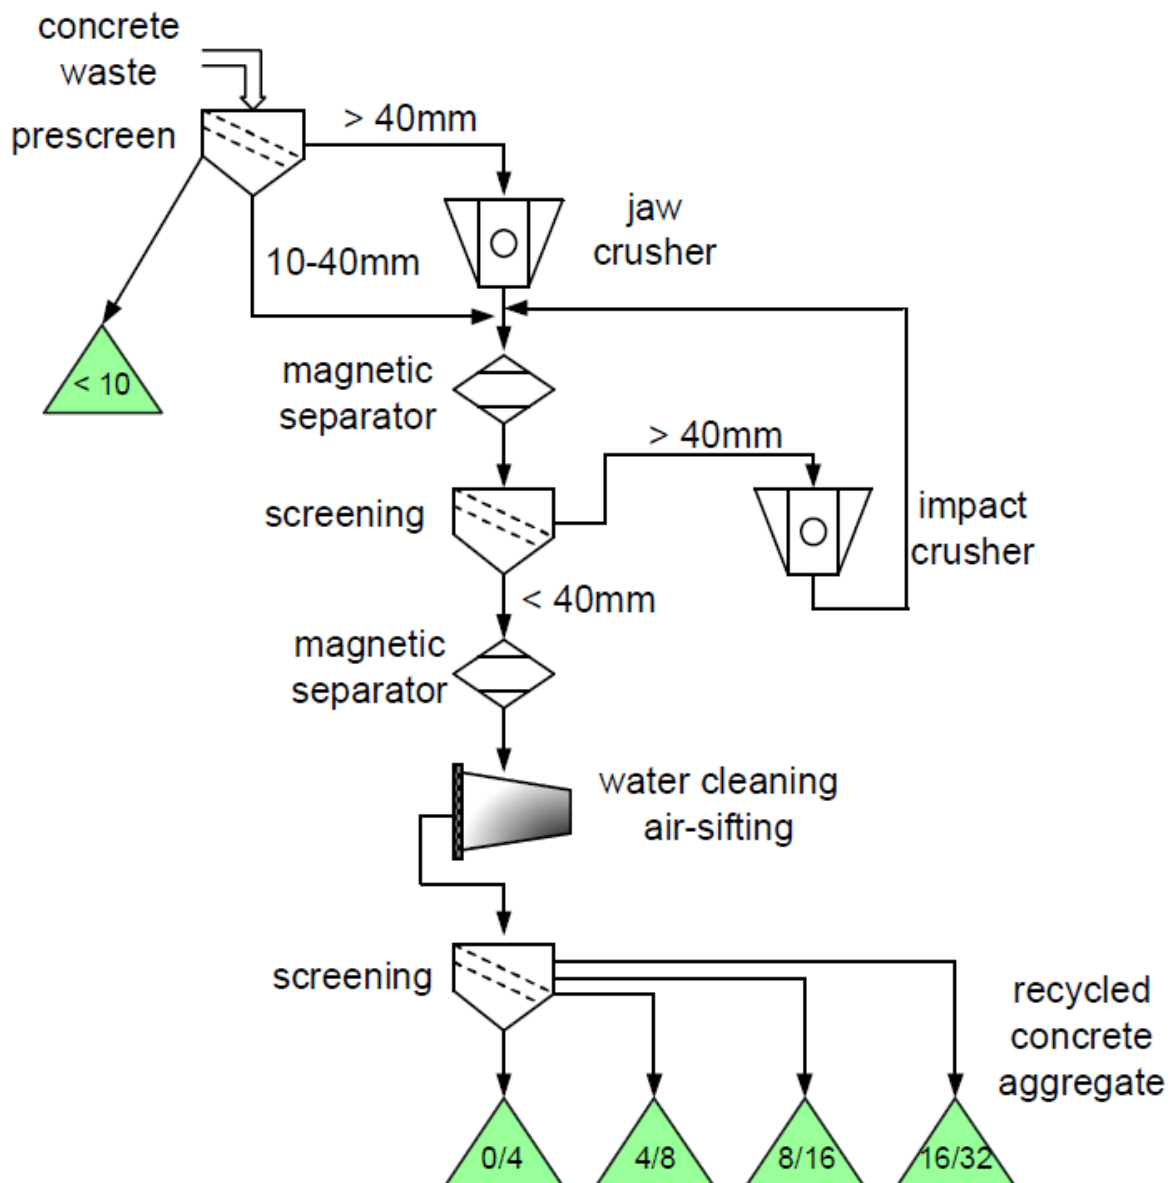 concrete
waste
prescreen
> 40mm
jaw
crusher
10-40mm
< 10
magnetic
separator
> 40mm
screening
impact
crusher
< 40mm
magnetic
separator
water cleaning
air-sifting
screening
recycled
concrete
aggregate
0/4
4/8
8/16
16/32